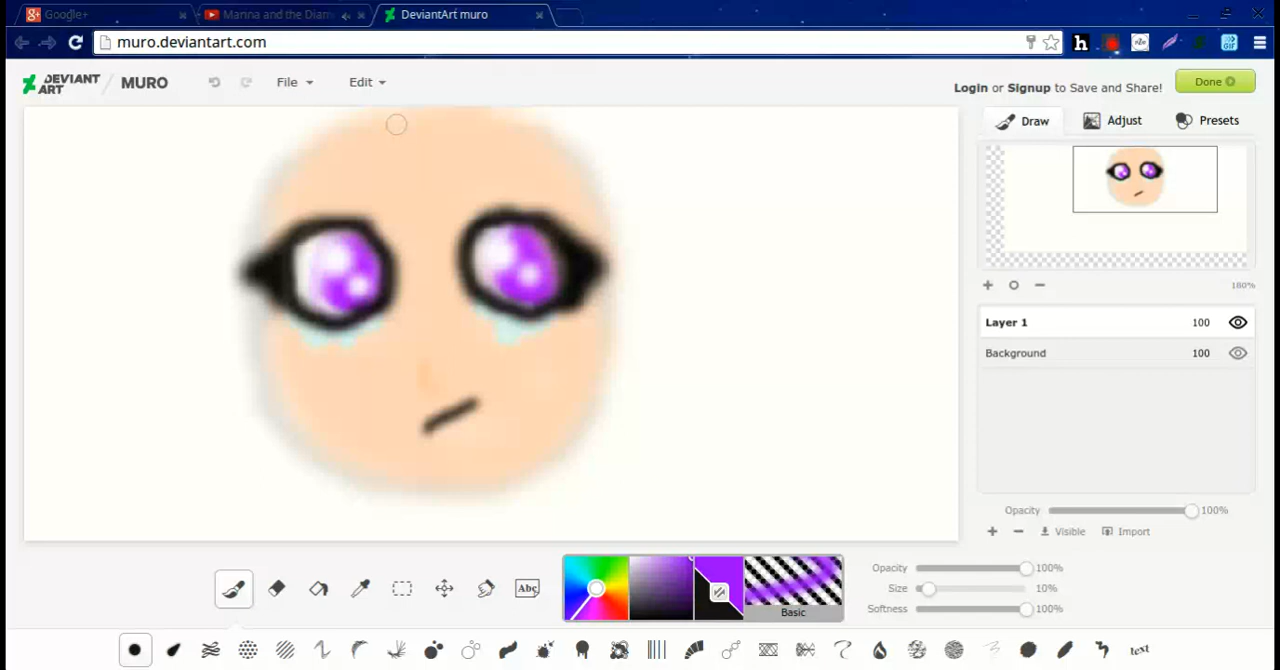 Google+
Marina and the Diam
DeviantArt muro
muro.deviantart.com
h
GIF
DEVIANT
ART
MURO
File
Edit
Login or Signup to Save and Share!
Done
Draw
Adjust
Presets
180%
Layer 1 100
Background 100
Opacity 100%
Visible
Import
Abc
Basic
Opacity 100%
Size 10%
Softness 100%
text